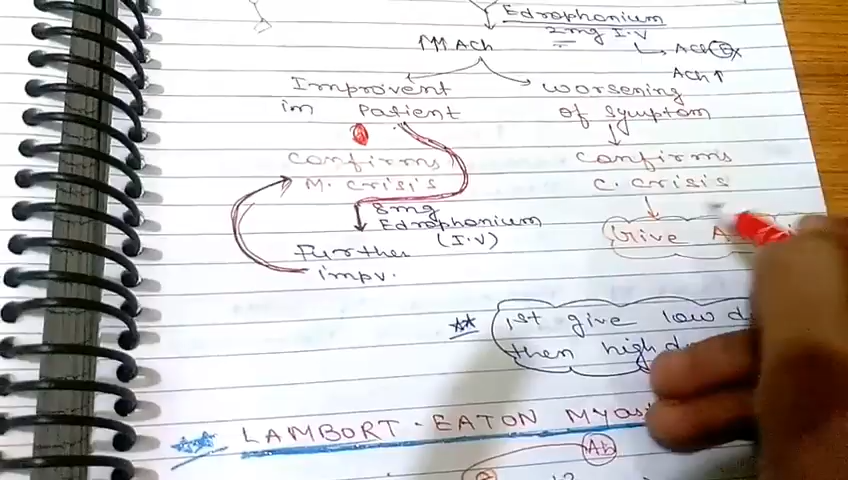 Edrophonium
2mg I.V
↑↑ Ach
Ach ↑
Improvent
in Patient
worsening
of symptom
confirms
M. crisis
confirms
C. crisis
8mg
Edrophonium
(I.V)
Further
impv.
Give
1st give low
then high
LAMBORT - EATON
Ab